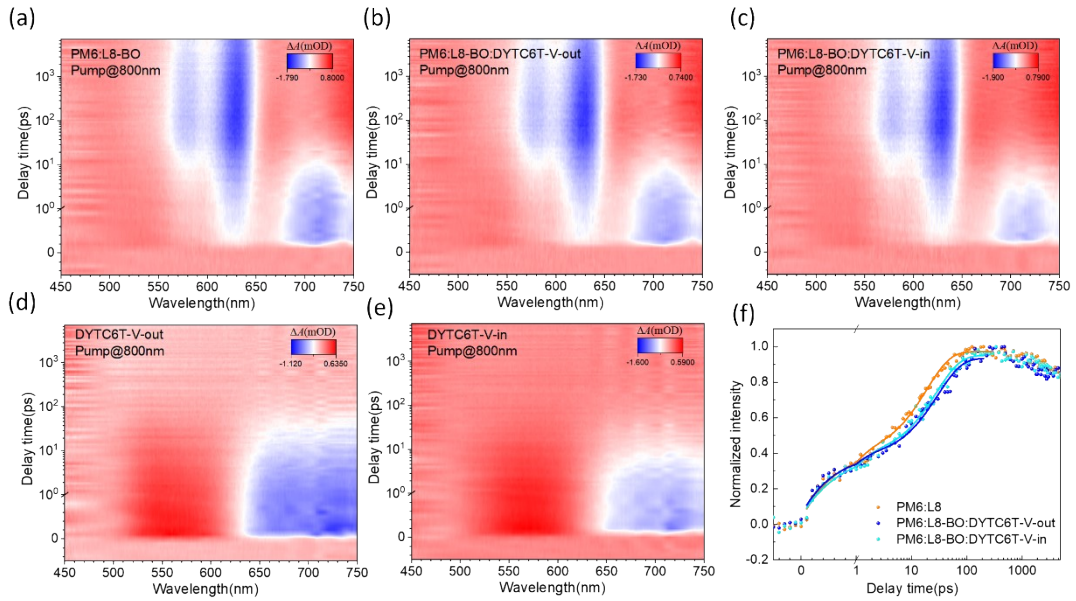 (a)
PM6:L8-BO
Pump@800nm
ΔA(mOD)
-1.790 0.8000
10³
10²
10¹
10⁰
0
Delay time(ps)
450 500 550 600 650 700 750
Wavelength(nm)
(b)
PM6:L8-BO:DYTC6T-V-out
Pump@800nm
ΔA(mOD)
-1.730 0.7400
10³
10²
10¹
10⁰
0
Delay time(ps)
450 500 550 600 650 700 750
Wavelength(nm)
(c)
PM6:L8-BO:DYTC6T-V-in
Pump@800nm
ΔA(mOD)
-1.900 0.7900
10³
10²
10¹
10⁰
0
Delay time(ps)
450 500 550 600 650 700 750
Wavelength(nm)
(d)
DYTC6T-V-out
Pump@800nm
ΔA(mOD)
-1.120 0.6350
10³
10²
10¹
10⁰
0
Delay time(ps)
450 500 550 600 650 700 750
Wavelength(nm)
(e)
DYTC6T-V-in
Pump@800nm
ΔA(mOD)
-1.600 0.5900
10³
10²
10¹
10⁰
0
Delay time(ps)
450 500 550 600 650 700 750
Wavelength(nm)
(f)
1.0
0.8
0.6
0.4
0.2
0.0
-0.2
Normalized intensity
PM6:L8
PM6:L8-BO:DYTC6T-V-out
PM6:L8-BO:DYTC6T-V-in
0 1 10 100 1000
Delay time(ps)